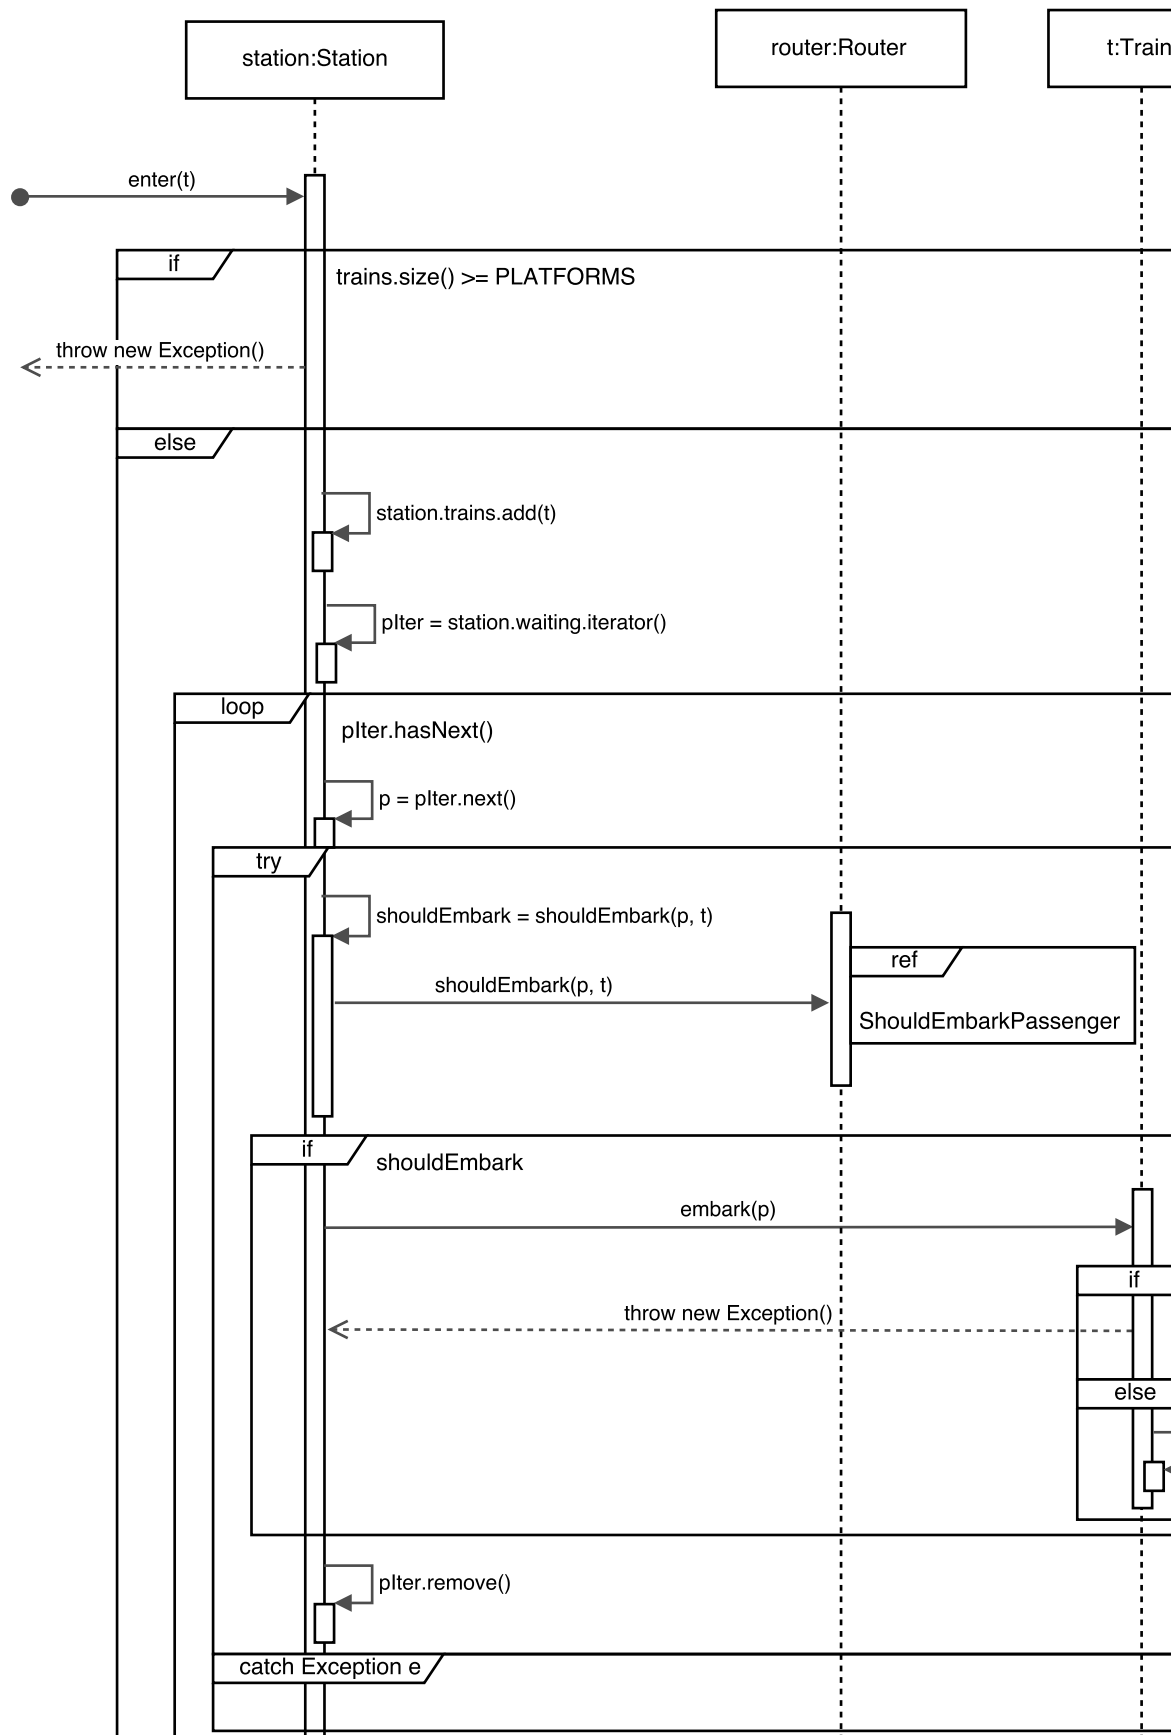 station:Station
router:Router
t:Train
enter(t)
if
trains.size() >= PLATFORMS
throw new Exception()
else
station.trains.add(t)
pIter = station.waiting.iterator()
loop
pIter.hasNext()
p = pIter.next()
try
shouldEmbark = shouldEmbark(p, t)
ref
shouldEmbark(p, t)
ShouldEmbarkPassenger
if
shouldEmbark
embark(p)
if
throw new Exception()
else
pIter.remove()
catch Exception e